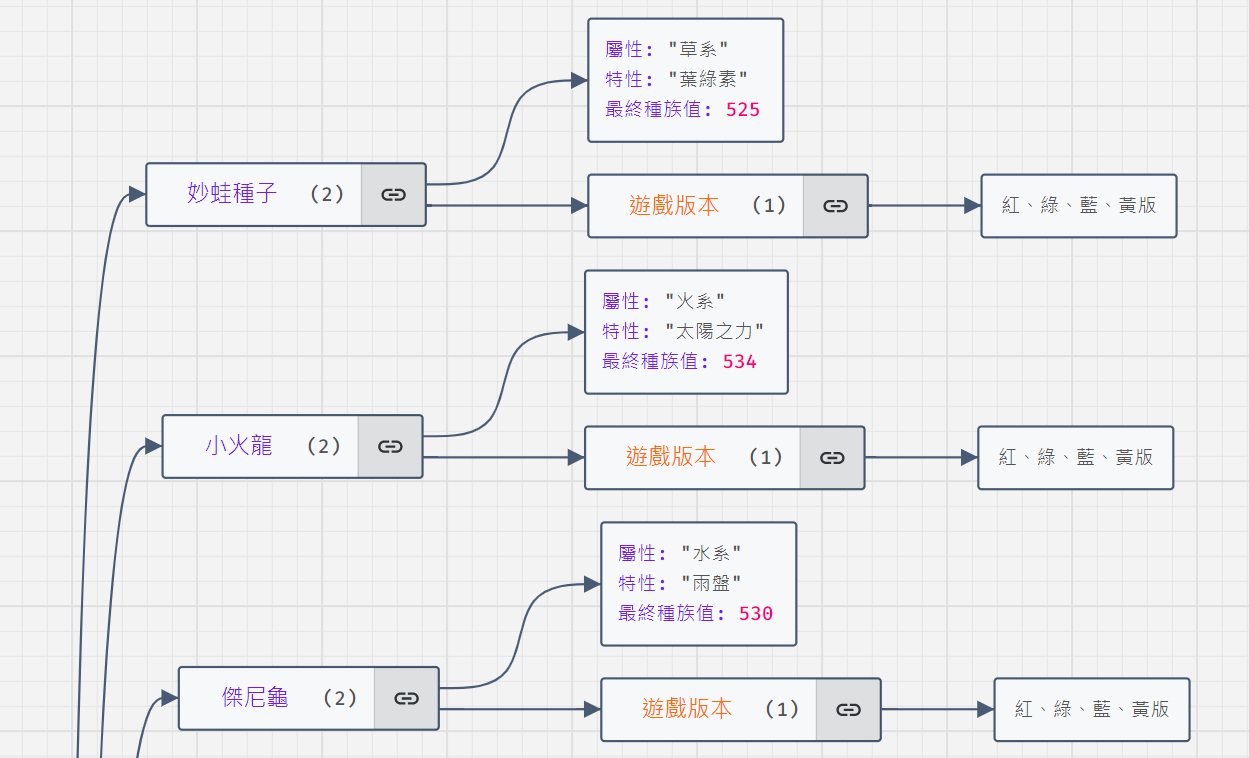 屬性: "草系"
特性: "葉綠素"
最終種族值: 525
妙蛙種子 (2)
遊戲版本 (1)
紅、綠、藍、黃版
屬性: "火系"
特性: "太陽之力"
最終種族值: 534
小火龍 (2)
遊戲版本 (1)
紅、綠、藍、黃版
屬性: "水系"
特性: "雨盤"
最終種族值: 530
傑尼龜 (2)
遊戲版本 (1)
紅、綠、藍、黃版